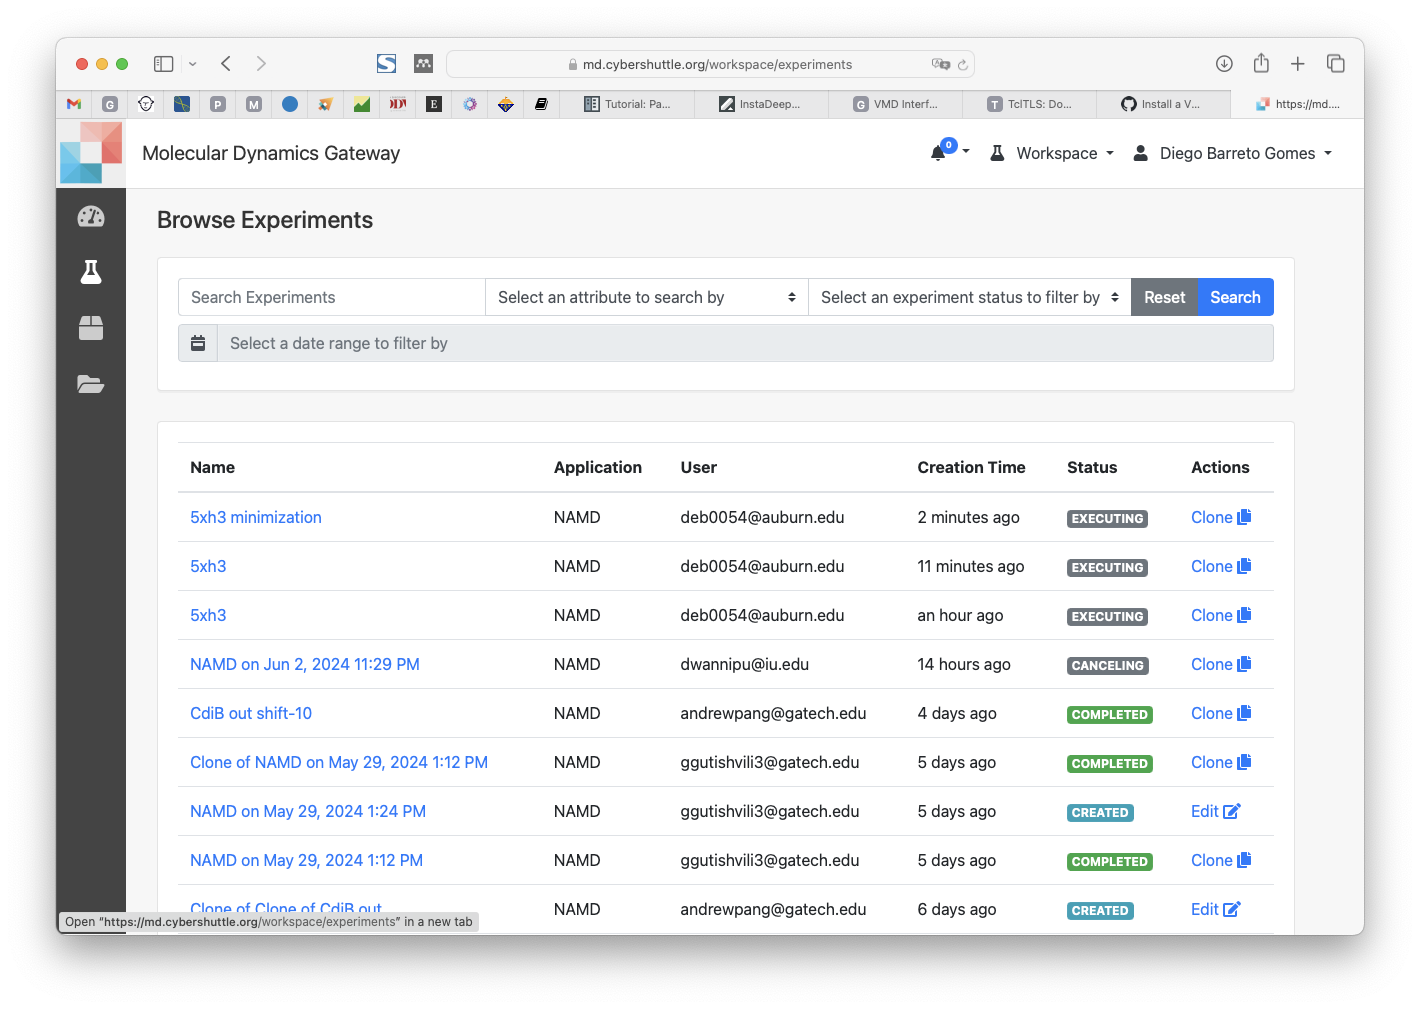 md.cybershuttle.org/workspace/experiments
G P M DD E Tutorial: Pa... InstaDeep... G VMD Interf... T TclTLS: Do... Install a V... https://md....
Molecular Dynamics Gateway
0 Workspace Diego Barreto Gomes
Browse Experiments
Search Experiments Select an attribute to search by Select an experiment status to filter by Reset Search
Select a date range to filter by
Name Application User Creation Time Status Actions
5xh3 minimization NAMD deb0054@auburn.edu 2 minutes ago EXECUTING Clone
5xh3 NAMD deb0054@auburn.edu 11 minutes ago EXECUTING Clone
5xh3 NAMD deb0054@auburn.edu an hour ago EXECUTING Clone
NAMD on Jun 2, 2024 11:29 PM NAMD dwannipu@iu.edu 14 hours ago CANCELING Clone
CdiB out shift-10 NAMD andrewpang@gatech.edu 4 days ago COMPLETED Clone
Clone of NAMD on May 29, 2024 1:12 PM NAMD ggutishvili3@gatech.edu 5 days ago COMPLETED Clone
NAMD on May 29, 2024 1:24 PM NAMD ggutishvili3@gatech.edu 5 days ago CREATED Edit
NAMD on May 29, 2024 1:12 PM NAMD ggutishvili3@gatech.edu 5 days ago COMPLETED Clone
Clone of Clone of CdiB out NAMD andrewpang@gatech.edu 6 days ago CREATED Edit
Open "https://md.cybershuttle.org/workspace/experiments" in a new tab